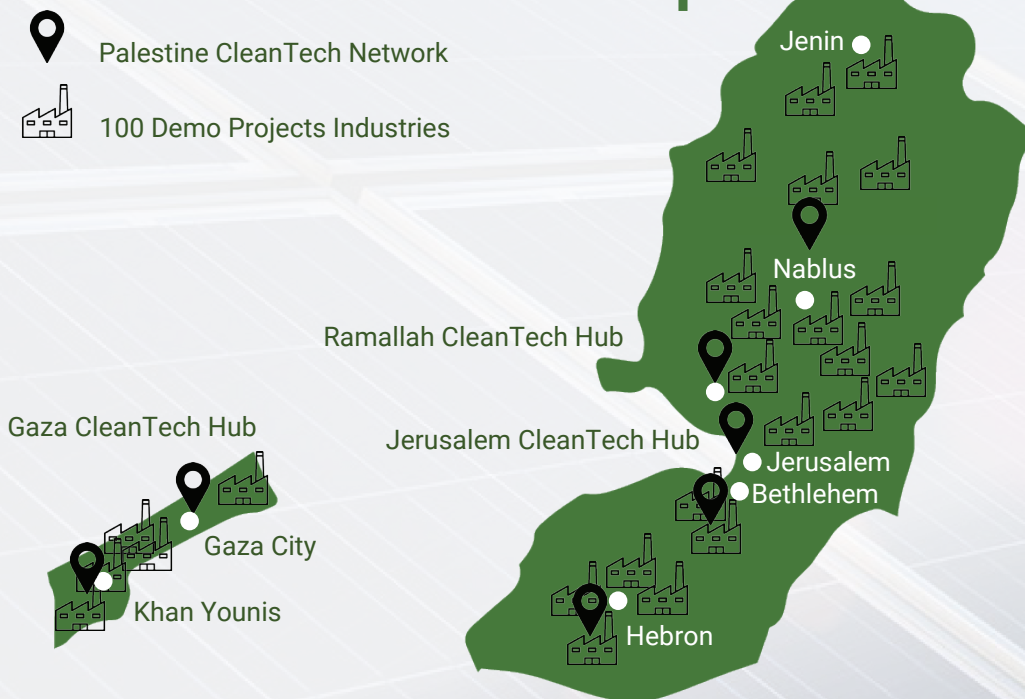 Palestine CleanTech Network
100 Demo Projects Industries
Jenin
Nablus
Ramallah CleanTech Hub
Gaza CleanTech Hub
Jerusalem CleanTech Hub
Jerusalem
Bethlehem
Gaza City
Khan Younis
Hebron